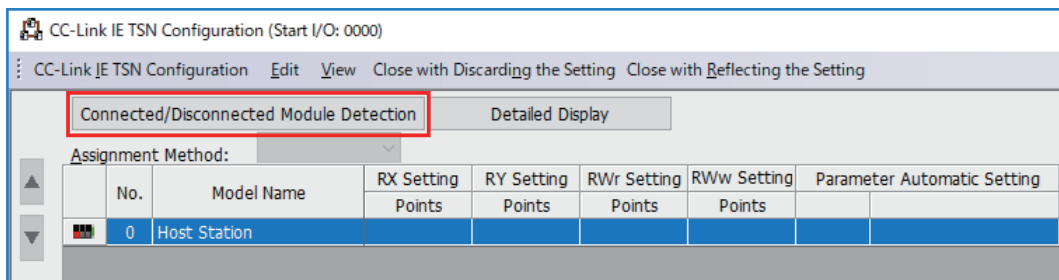 CC-Link IE TSN Configuration (Start I/O: 0000)
CC-Link IE TSN Configuration Edit View Close with Discarding the Setting Close with Reflecting the Setting
Connected/Disconnected Module Detection Detailed Display
Assignment Method:
No. Model Name RX Setting RY Setting RWr Setting RWw Setting Parameter Automatic Setting
Points Points Points Points
0 Host Station